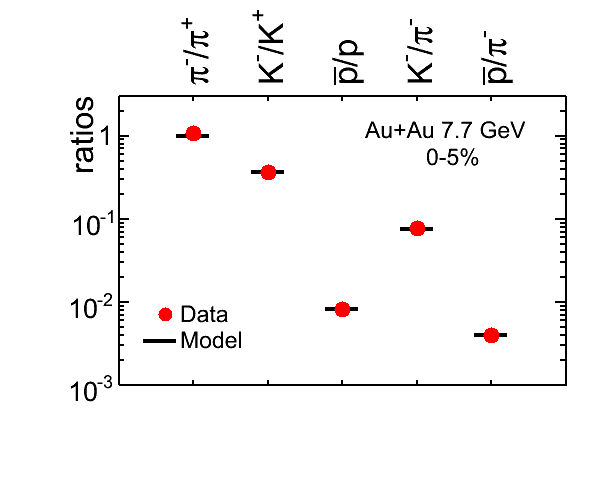 π⁻/π⁺ K⁻/K⁺ p̅/p K⁻/π⁻ p̅/π⁻
ratios
Au+Au 7.7 GeV
0-5%
1
10⁻¹
10⁻²
10⁻³
Data
Model